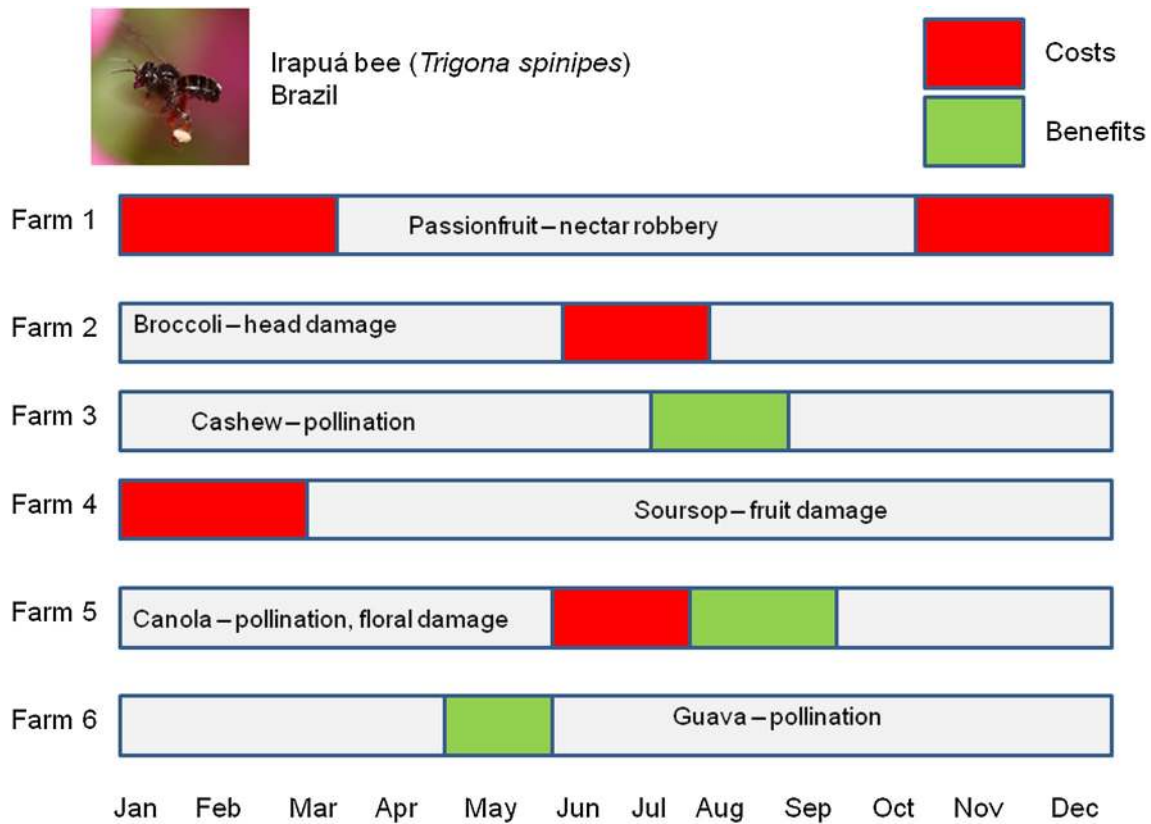 Irapuá bee (Trigona spinipes)
Brazil
Costs
Benefits
Farm 1
Passionfruit – nectar robbery
Farm 2
Broccoli – head damage
Farm 3
Cashew – pollination
Farm 4
Soursop – fruit damage
Farm 5
Canola – pollination, floral damage
Farm 6
Guava – pollination
Jan Feb Mar Apr May Jun Jul Aug Sep Oct Nov Dec